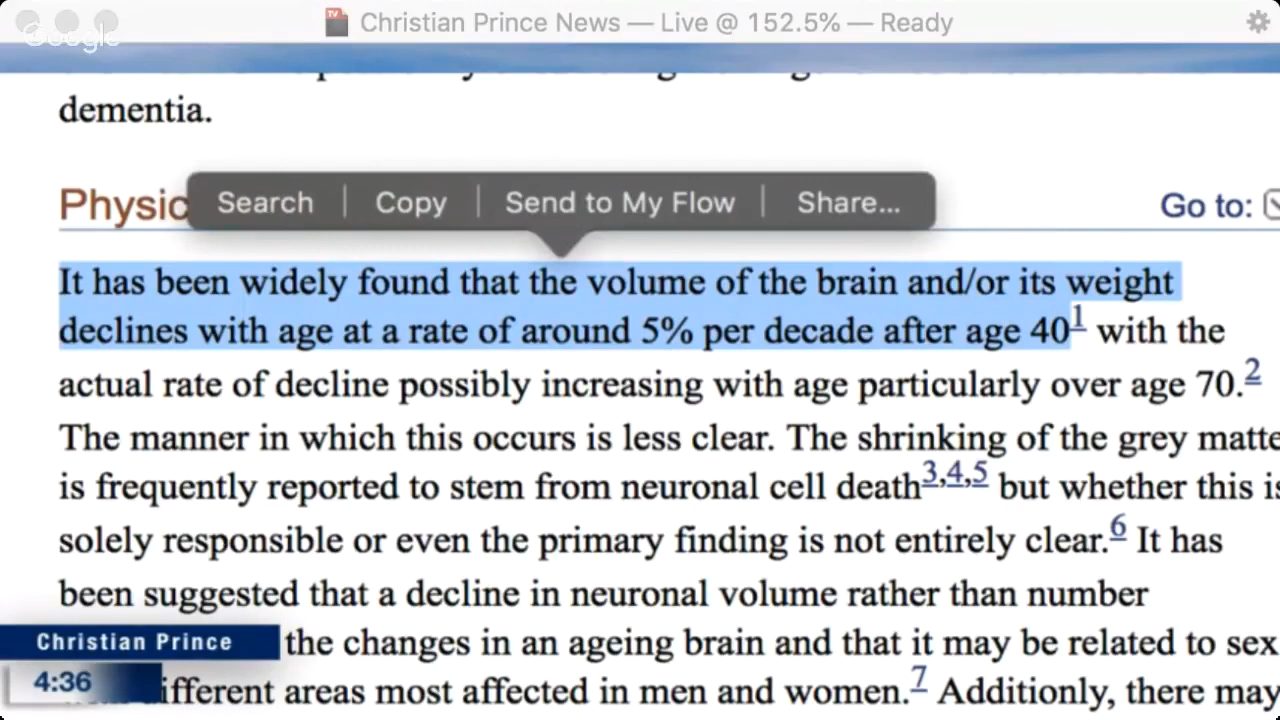 Google
Christian Prince News — Live @ 152.5% — Ready
dementia.
Search | Copy | Send to My Flow | Share...
Physic
Go to:
It has been widely found that the volume of the brain and/or its weight
declines with age at a rate of around 5% per decade after age 40¹ with the
actual rate of decline possibly increasing with age particularly over age 70.²
The manner in which this occurs is less clear. The shrinking of the grey matte
is frequently reported to stem from neuronal cell death³,⁴,⁵ but whether this is
solely responsible or even the primary finding is not entirely clear.⁶ It has
been suggested that a decline in neuronal volume rather than number
the changes in an ageing brain and that it may be related to sex
Christian Prince
4:36
ifferent areas most affected in men and women.⁷ Additionly, there may